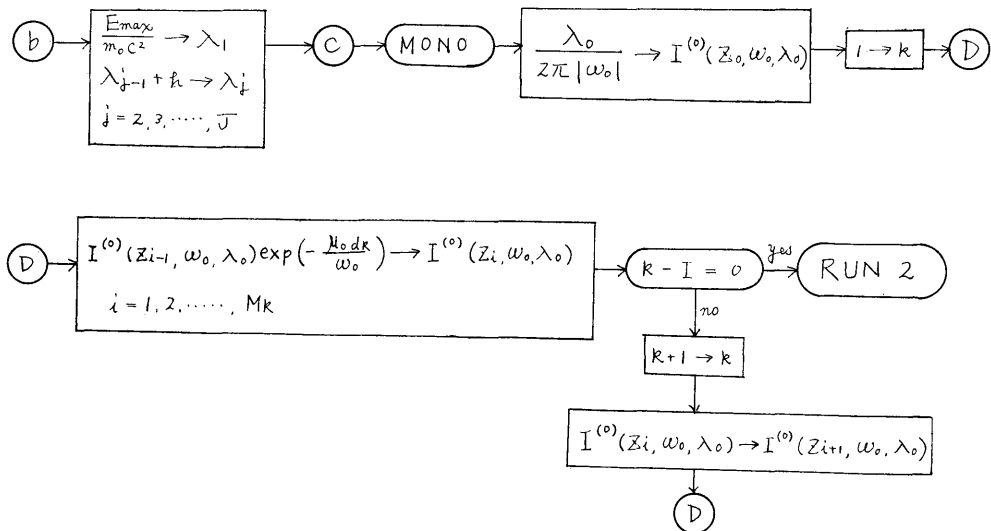 b
Emax/m₀c² → λ₁
λⱼ₋₁ + h → λⱼ
j = 2, 3, ·····, J
C
MONO
λ₀/2π|ω₀| → I⁽⁰⁾(Z₀, ω₀, λ₀)
1 → k
D
D
I⁽⁰⁾(Zi-1, ω₀, λ₀) exp(- μ₀dk/ω₀) → I⁽⁰⁾(Zi, ω₀, λ₀)
i = 1, 2, ·····, Mk
k - I = 0
yes
RUN 2
no
k+1 → k
I⁽⁰⁾(Zi, ω₀, λ₀) → I⁽⁰⁾(Zi+1, ω₀, λ₀)
D